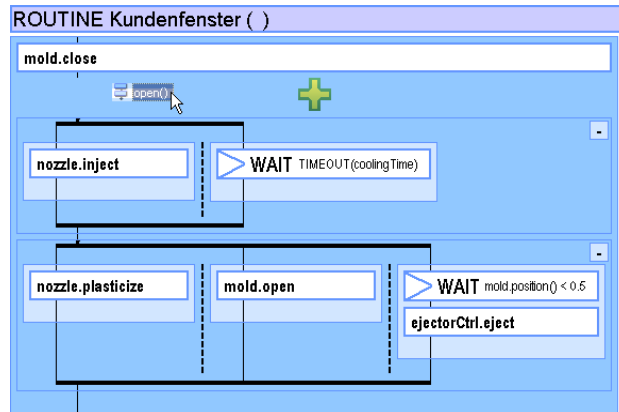 ROUTINE Kundenfenster ( )
mold.close
open()
-
nozzle.inject
WAIT TIMEOUT(coolingTime)
-
nozzle.plasticize
mold.open
WAIT mold.position() < 0.5
ejectorCtrl.eject